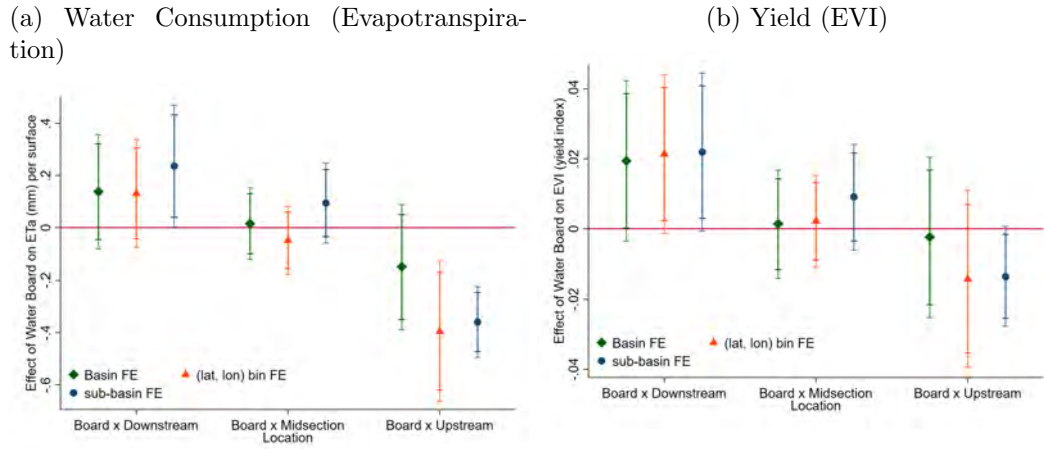 (a) Water Consumption (Evapotranspira-
tion)
Effect of Water Board on ETa (mm) per surface
.4
.2
0
-.2
-.4
-.6
Basin FE
(lat, lon) bin FE
sub-basin FE
Board x Downstream
Board x Midsection
Board x Upstream
Location
(b) Yield (EVI)
Effect of Water Board on EVI (yield index)
.04
.02
0
-.02
-.04
Basin FE
(lat, lon) bin FE
sub-basin FE
Board x Downstream
Board x Midsection
Board x Upstream
Location